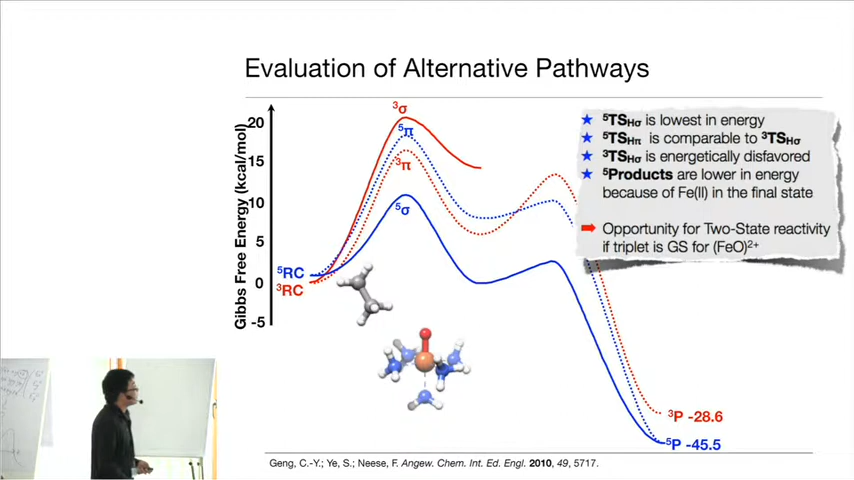 Evaluation of Alternative Pathways
Gibbs Free Energy (kcal/mol)
20
15
10
5
0
-5
³σ
⁵π
³π
⁵σ
⁵RC
³RC
⁵TSHσ is lowest in energy
⁵TSHπ is comparable to ³TSHσ
³TSHσ is energetically disfavored
⁵Products are lower in energy
because of Fe(II) in the final state
Opportunity for Two-State reactivity
if triplet is GS for (FeO)²⁺
³P -28.6
⁵P -45.5
Geng, C.-Y.; Ye, S.; Neese, F. Angew. Chem. Int. Ed. Engl. 2010, 49, 5717.